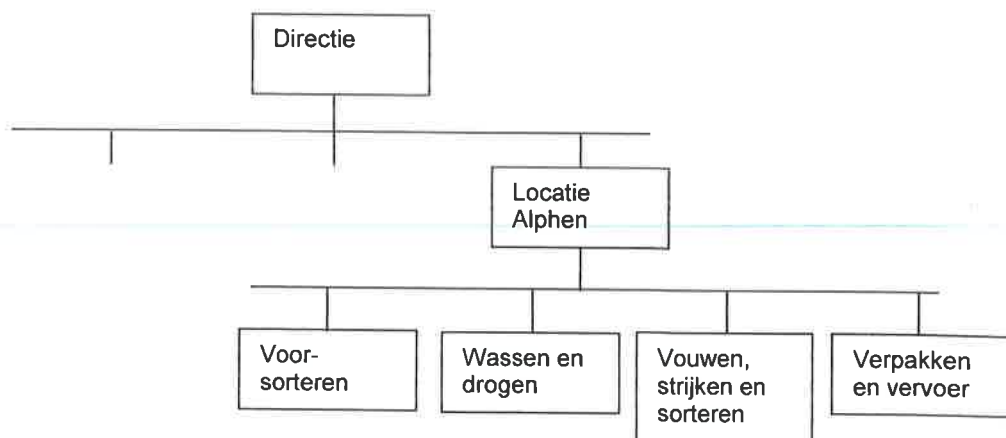 Directie
Locatie
Alphen
Voor-
sorteren
Wassen en
drogen
Vouwen,
strijken en
sorteren
Verpakken
en vervoer